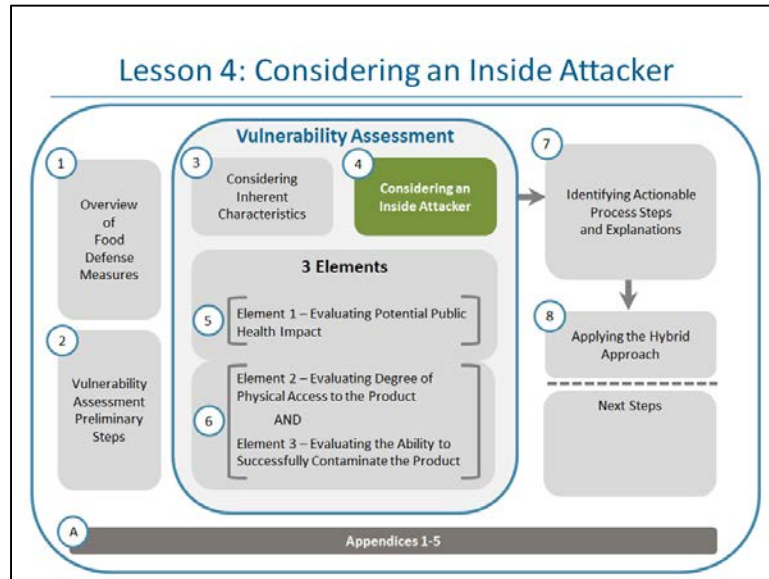 Lesson 4: Considering an Inside Attacker
1
Overview
of
Food
Defense
Measures
2
Vulnerability
Assessment
Preliminary
Steps
Vulnerability Assessment
3
Considering
Inherent
Characteristics
4
Considering an
Inside Attacker
3 Elements
5
Element 1 – Evaluating Potential Public
Health Impact
6
Element 2 – Evaluating Degree of
Physical Access to the Product
AND
Element 3 – Evaluating the Ability to
Successfully Contaminate the Product
7
Identifying Actionable
Process Steps
and Explanations
8
Applying the Hybrid
Approach
Next Steps
A
Appendices 1-5